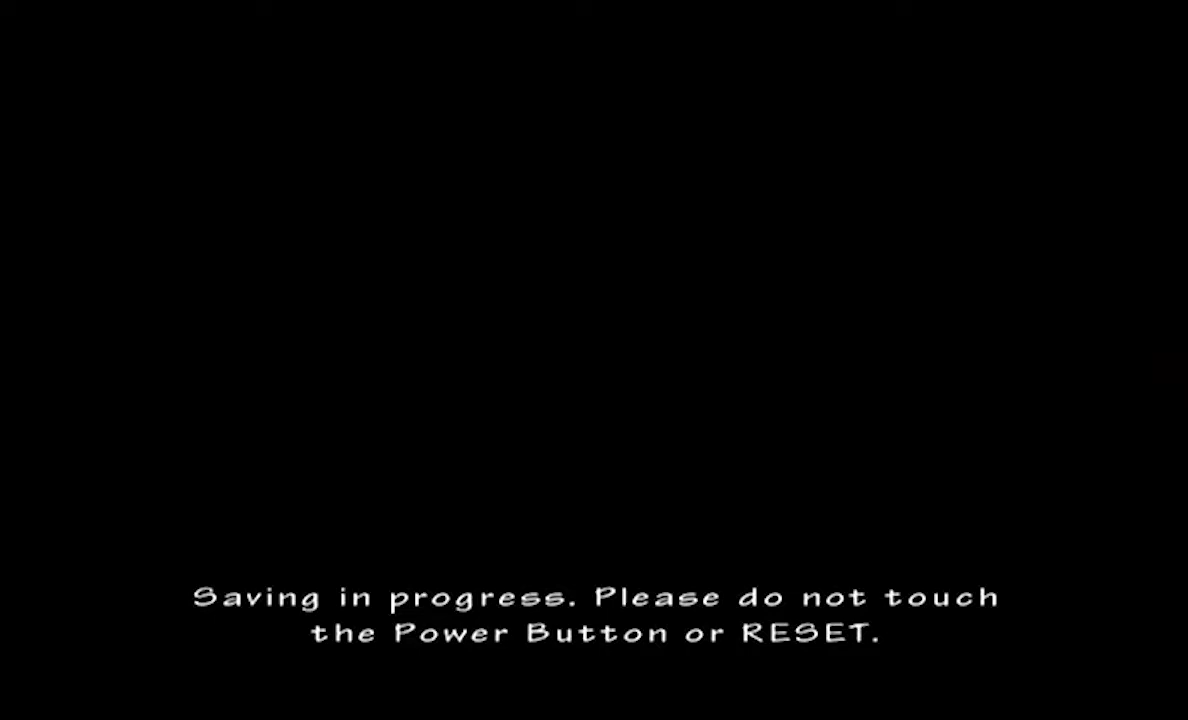 Saving in progress. Please do not touch
the Power Button or RESET.